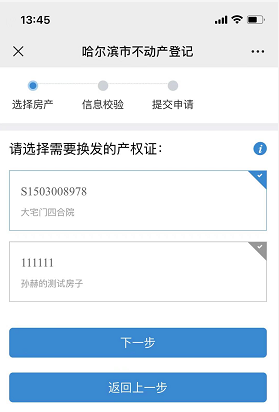 13:45
哈尔滨市不动产登记
选择房产 信息校验 提交申请
请选择需要换发的产权证：
S1503008978
大宅门四合院
111111
孙赫的测试房子
下一步
返回上一步